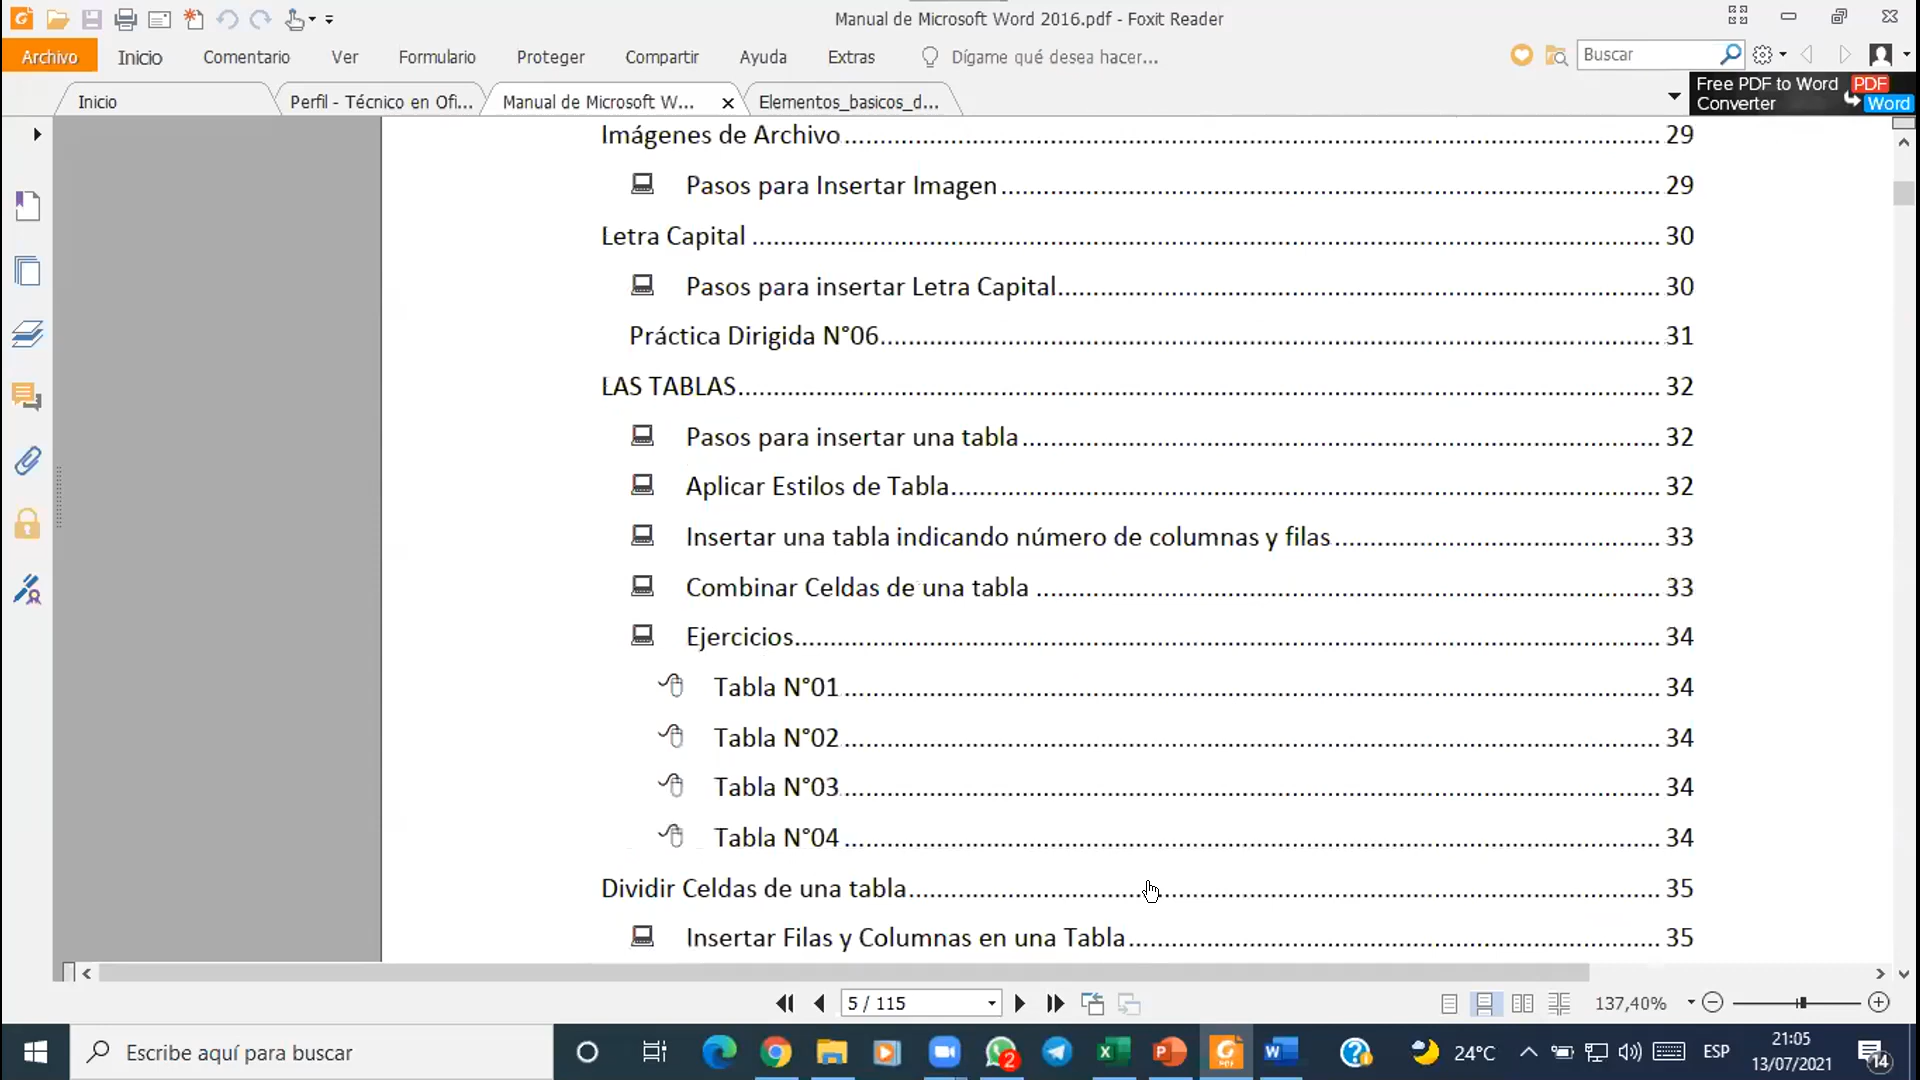 Manual de Microsoft Word 2016.pdf - Foxit Reader
Archivo Inicio Comentario Ver Formulario Proteger Compartir Ayuda Extras Dígame qué desea hacer... Buscar
Inicio Perfil - Técnico en Ofi... Manual de Microsoft W... Elementos_basicos_d...
Free PDF to Word
Converter
PDF
Word
Imágenes de Archivo 29
Pasos para Insertar Imagen 29
Letra Capital 30
Pasos para insertar Letra Capital 30
Práctica Dirigida N°06 31
LAS TABLAS 32
Pasos para insertar una tabla 32
Aplicar Estilos de Tabla 32
Insertar una tabla indicando número de columnas y filas 33
Combinar Celdas de una tabla 33
Ejercicios 34
Tabla N°01 34
Tabla N°02 34
Tabla N°03 34
Tabla N°04 34
Dividir Celdas de una tabla 35
Insertar Filas y Columnas en una Tabla 35
5 / 115 137,40%
Escribe aquí para buscar
2
24°C ESP
21:05
13/07/2021
14